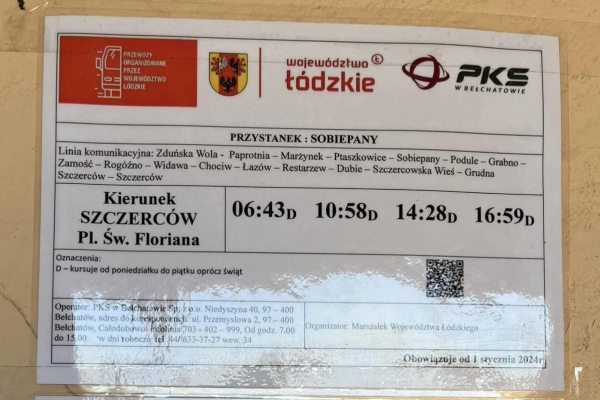 PRZEWOZY
ORGANIZOWANE
PRZEZ
WOJEWÓDZTWO
ŁÓDZKIE
województwo
łódzkie
PKS
W BEŁCHATOWIE
PRZYSTANEK : SOBIEPANY
Linia komunikacyjna: Zduńska Wola - Paprotnia – Marżynek – Ptaszkowice – Sobiepany – Podule – Grabno –
Zamość – Rogóźno – Widawa – Chociw – Łazów – Restarzew – Dubie – Szczercowska Wieś – Grudna
Szczerców – Szczerców
Kierunek
SZCZERCÓW
Pl. Św. Floriana
06:43D 10:58D 14:28D 16:59D
Oznaczenia:
D – kursuje od poniedziałku do piątku oprócz świąt
Operator: PKS w Bełchatowie Sp. z o.o. Niedyszyna 40, 97 – 400
Bełchatów, adres do korespondencji: ul. Przemysłowa 2, 97 – 400
Bełchatów, Całodobowa infolinia 703 - 402 – 999, Od godz. 7.00
do 15.00 w dni robocze tel. 44/633-37-27 wew. 34
Organizator: Marszałek Województwa Łódzkiego
Obowiązuje od 1 stycznia 2024r